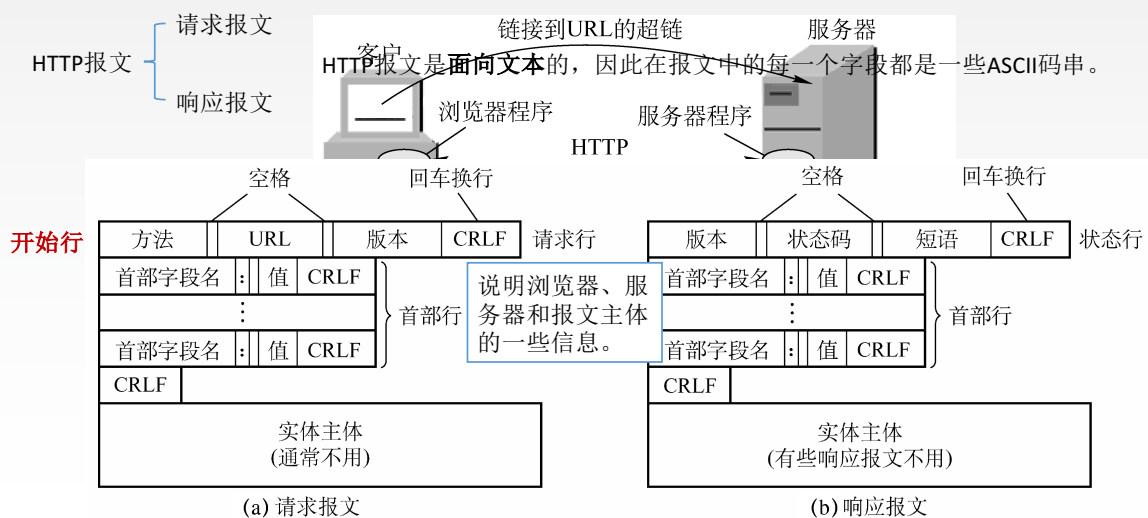 请求报文
HTTP报文
响应报文
链接到URL的超链
服务器
客户
HTTP报文是面向文本的，因此在报文中的每一个字段都是一些ASCII码串。
浏览器程序
服务器程序
HTTP
空格
回车换行
空格
回车换行
开始行
方法 URL 版本 CRLF 请求行
版本 状态码 短语 CRLF 状态行
首部字段名 : 值 CRLF
⋮
首部字段名 : 值 CRLF
首部行
说明浏览器、服
务器和报文主体
的一些信息。
首部字段名 : 值 CRLF
⋮
首部字段名 : 值 CRLF
首部行
CRLF
CRLF
实体主体
(通常不用)
实体主体
(有些响应报文不用)
(a) 请求报文
(b) 响应报文